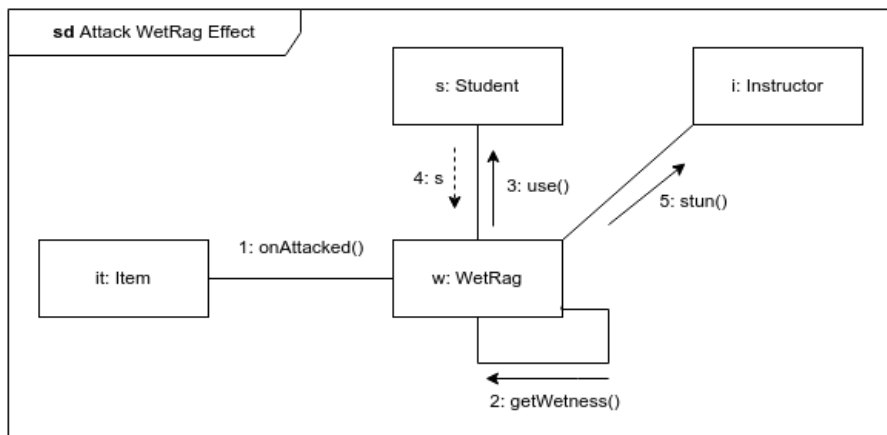 sd Attack WetRag Effect
s: Student
i: Instructor
4: s
3: use()
5: stun()
1: onAttacked()
it: Item
w: WetRag
2: getWetness()